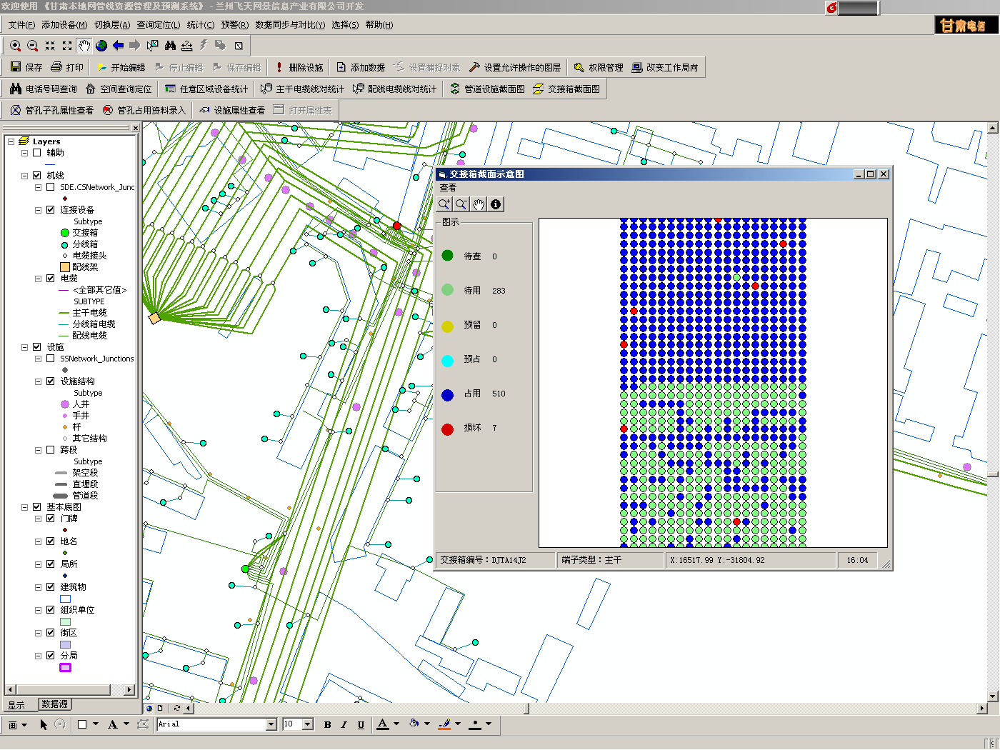 欢迎使用 《甘肃本地网管线资源管理及预测系统》 - 兰州飞天网景信息产业有限公司开发
文件(F) 添加设备(M) 切换层(A) 查询定位(L) 统计(C) 预警(R) 数据同步与对比(Y) 选择(S) 帮助(H)
甘肃电信
保存 打印 开始编辑 停止编辑 保存编辑 删除设施 添加数据 设置捕捉对象 设置允许操作的图层 权限管理 改变工作局向
电话号码查询 空间查询定位 任意区域设备统计 主干电缆线对统计 配线电缆线对统计 管道设施截面图 交接箱截面图
管孔子孔属性查看 管孔占用资料录入 设施属性查看 打开属性表
Layers
辅助
机线
SDE.CSNetwork_Junc
连接设备
Subtype
交接箱
分线箱
电缆接头
配线架
电缆
<全部其它值>
SUBTYPE
主干电缆
分线箱电缆
配线电缆
设施
SSNetwork_Junctions
设施结构
Subtype
人井
手井
杆
其它结构
跨段
Subtype
架空段
直埋段
管道段
基本底图
门牌
地名
局所
建筑物
组织单位
街区
分局
显示 数据源
交接箱截面示意图
查看
图示
待查 0
待用 283
预留 0
预占 0
占用 510
损坏 7
交接箱编号：DJTA14J2 端子类型：主干 X:16517.99 Y:-31804.92 16:04
画 A Arial 10 B I U A